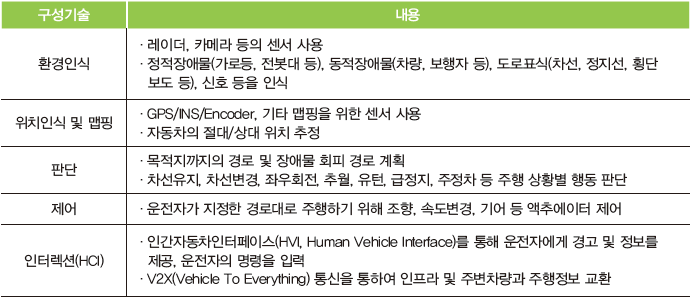 구성기술 내용
환경인식
· 레이더, 카메라 등의 센서 사용
· 정적장애물(가로등, 전봇대 등), 동적장애물(차량, 보행자 등), 도로표식(차선, 정지선, 횡단
보도 등), 신호 등을 인식
위치인식 및 맵핑
· GPS/INS/Encoder, 기타 맵핑을 위한 센서 사용
· 자동차의 절대/상대 위치 추정
판단
· 목적지까지의 경로 및 장애물 회피 경로 계획
· 차선유지, 차선변경, 좌우회전, 추월, 유턴, 급정지, 주정차 등 주행 상황별 행동 판단
제어
· 운전자가 지정한 경로대로 주행하기 위해 조향, 속도변경, 기어 등 액추에이터 제어
인터렉션(HCI)
· 인간자동차인터페이스(HVI, Human Vehicle Interface)를 통해 운전자에게 경고 및 정보를
제공, 운전자의 명령을 입력
· V2X(Vehicle To Everything) 통신을 통하여 인프라 및 주변차량과 주행정보 교환